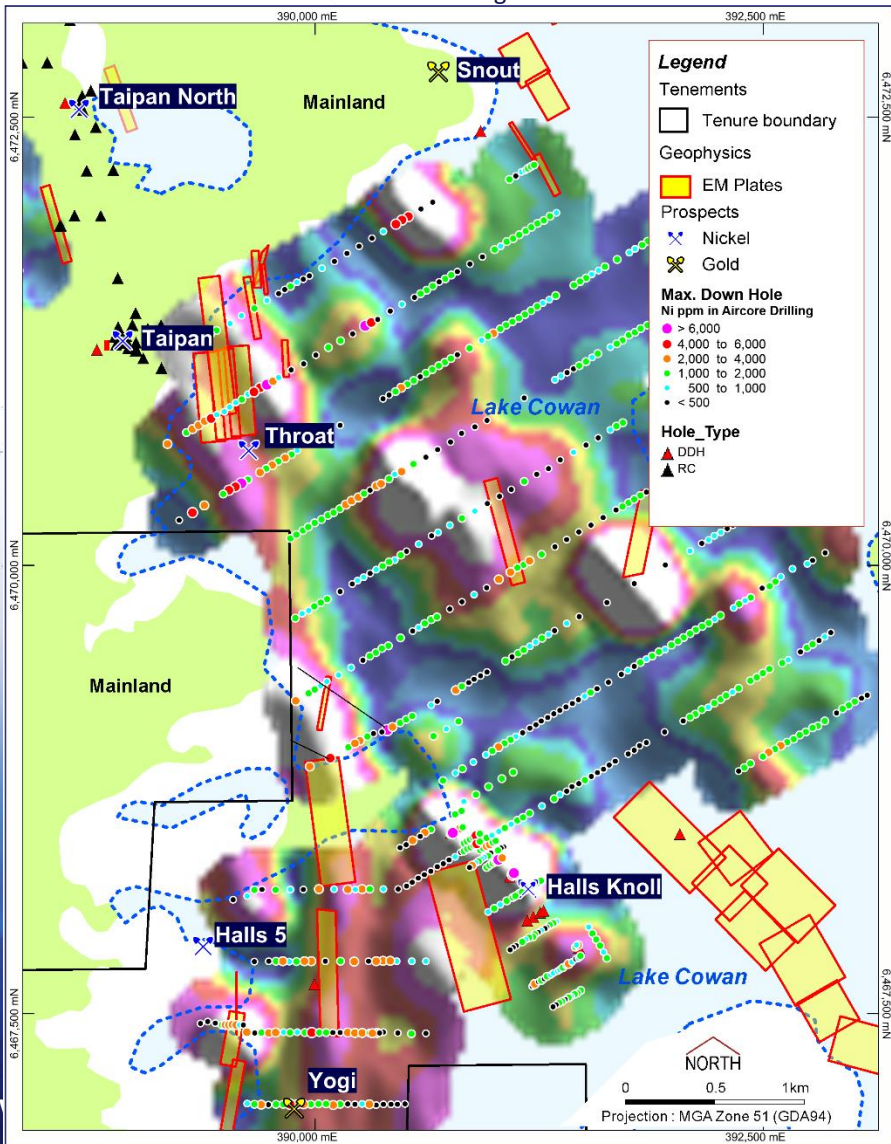 390,000 mE
392,500 mE
Snout
Taipan North
Mainland
6,472,500 mN
6,472,500 mN
Legend
Tenements
Tenure boundary
Geophysics
EM Plates
Prospects
Nickel
Gold
Max. Down Hole
Ni ppm in Aircore Drilling
> 6,000
4,000 to 6,000
2,000 to 4,000
1,000 to 2,000
500 to 1,000
< 500
Hole_Type
DDH
RC
Taipan
Lake Cowan
Throat
6,470,000 mN
6,470,000 mN
Mainland
Halls Knoll
Halls 5
Lake Cowan
6,467,500 mN
6,467,500 mN
NORTH
Yogi
0 0.5 1km
Projection : MGA Zone 51 (GDA94)
390,000 mE
392,500 mE